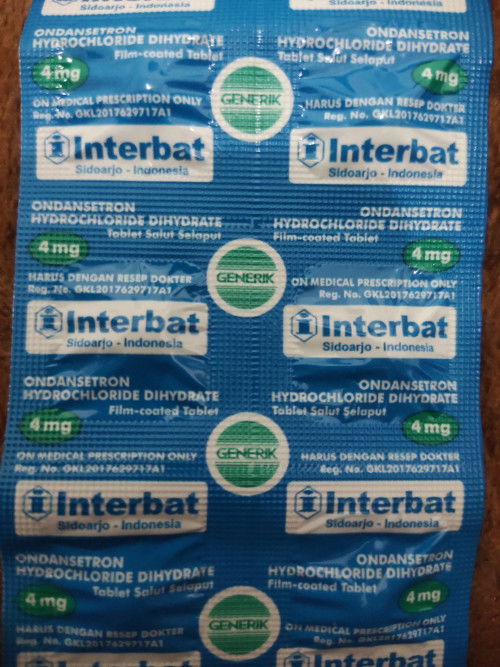 Interbat
Sidoarjo - Indonesia
Sidoarjo - Indonesia
ONDANSETRON
HYDROCHLORIDE DIHYDRATE
Film-coated Tablet
4 mg
ON MEDICAL PRESCRIPTION ONLY
Reg. No. GKL2017629717A1
Interbat
Sidoarjo - Indonesia
GENERIK
ONDANSETRON
HYDROCHLORIDE DIHYDRATE
Tablet Salut Selaput
4 mg
HARUS DENGAN RESEP DOKTER
Reg. No. GKL2017629717A1
Interbat
Sidoarjo - Indonesia
ONDANSETRON
HYDROCHLORIDE DIHYDRATE
Tablet Salut Selaput
4 mg
HARUS DENGAN RESEP DOKTER
Reg. No. GKL2017629717A1
Interbat
Sidoarjo - Indonesia
GENERIK
ONDANSETRON
HYDROCHLORIDE DIHYDRATE
Film-coated Tablet
4 mg
ON MEDICAL PRESCRIPTION ONLY
Reg. No. GKL2017629717A1
Interbat
Sidoarjo - Indonesia
ONDANSETRON
HYDROCHLORIDE DIHYDRATE
Film-coated Tablet
4 mg
ON MEDICAL PRESCRIPTION ONLY
Reg. No. GKL2017629717A1
Interbat
Sidoarjo - Indonesia
GENERIK
ONDANSETRON
HYDROCHLORIDE DIHYDRATE
Tablet Salut Selaput
4 mg
HARUS DENGAN RESEP DOKTER
Reg. No. GKL2017629717A1
Interbat
Sidoarjo - Indonesia
ONDANSETRON
HYDROCHLORIDE DIHYDRATE
Tablet Salut Selaput
4 mg
HARUS DENGAN RESEP DOKTER
Reg. No. GKL2017629717A1
Interbat
GENERIK
ONDANSETRON
HYDROCHLORIDE DIHYDRATE
Film-coated Tablet
4 mg
ON MEDICAL PRESCRIPTION ONLY
Reg. No. GKL2017629717A1
Interbat